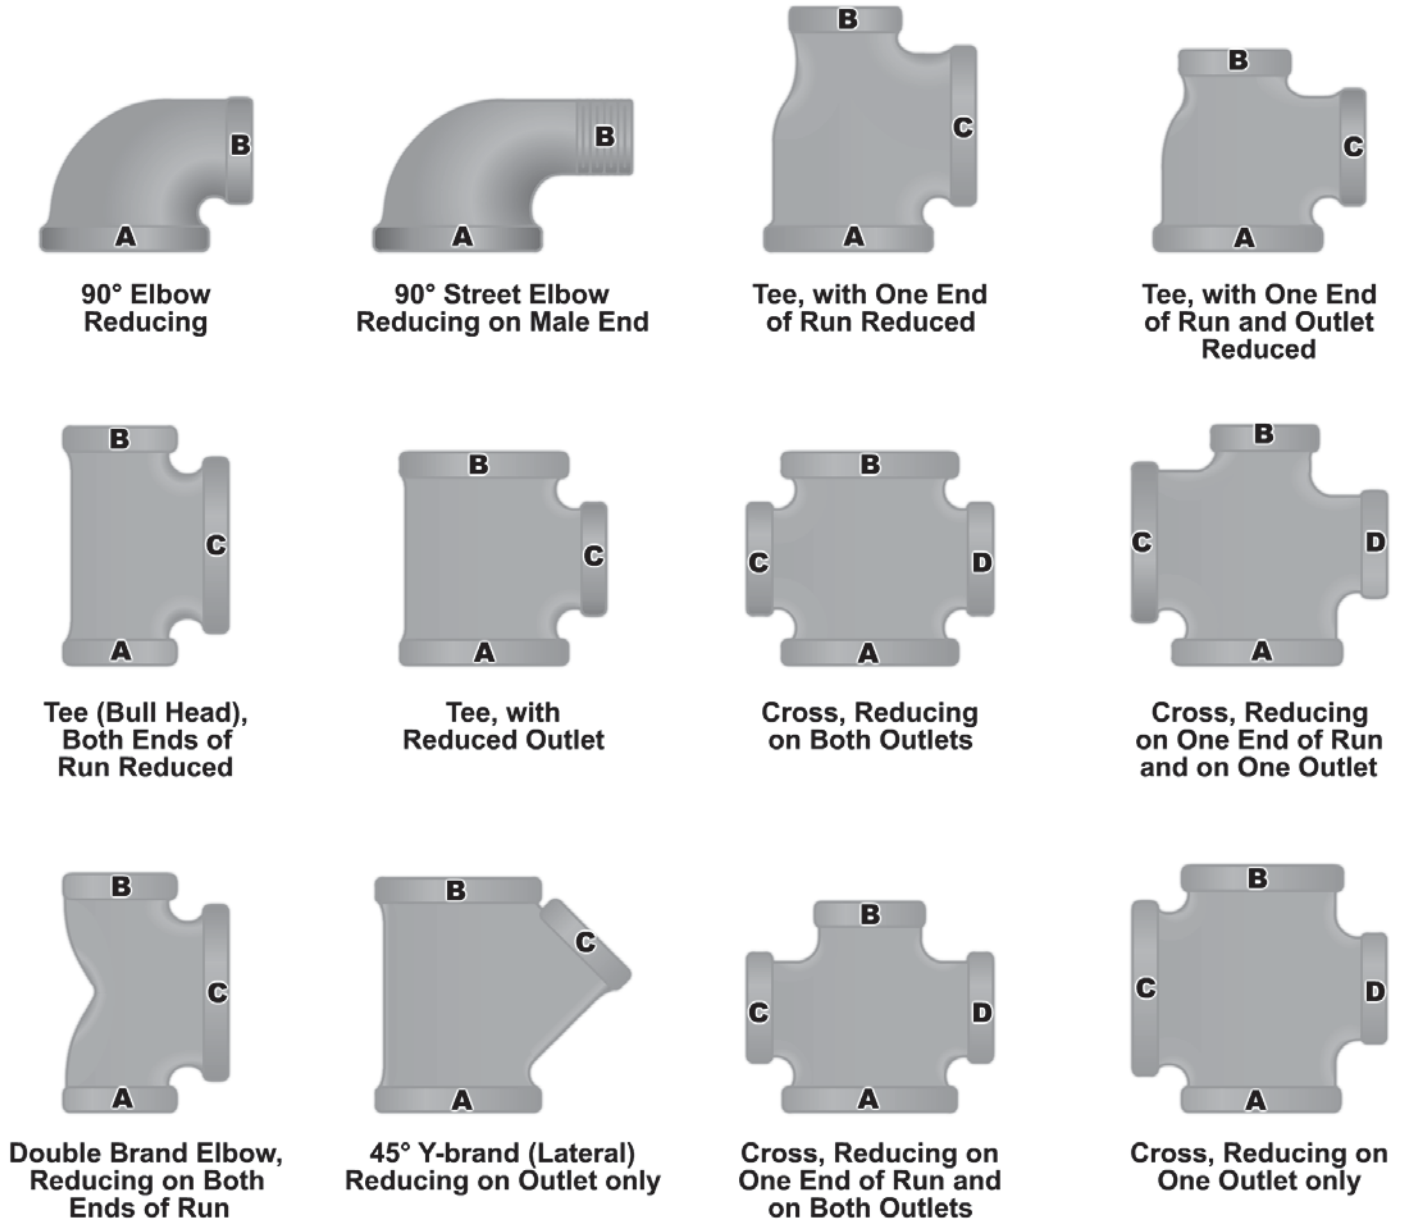 B
A
90° Elbow
Reducing
B
A
90° Street Elbow
Reducing on Male End
B
C
A
Tee, with One End
of Run Reduced
B
C
A
Tee, with One End
of Run and Outlet
Reduced
B
C
A
Tee (Bull Head),
Both Ends of
Run Reduced
B
C
A
Tee, with
Reduced Outlet
B
C
D
A
Cross, Reducing
on Both Outlets
B
C
D
A
Cross, Reducing
on One End of Run
and on One Outlet
B
C
A
Double Brand Elbow,
Reducing on Both
Ends of Run
B
C
A
45° Y-brand (Lateral)
Reducing on Outlet only
B
C
D
A
Cross, Reducing on
One End of Run and
on Both Outlets
B
C
D
A
Cross, Reducing on
One Outlet only